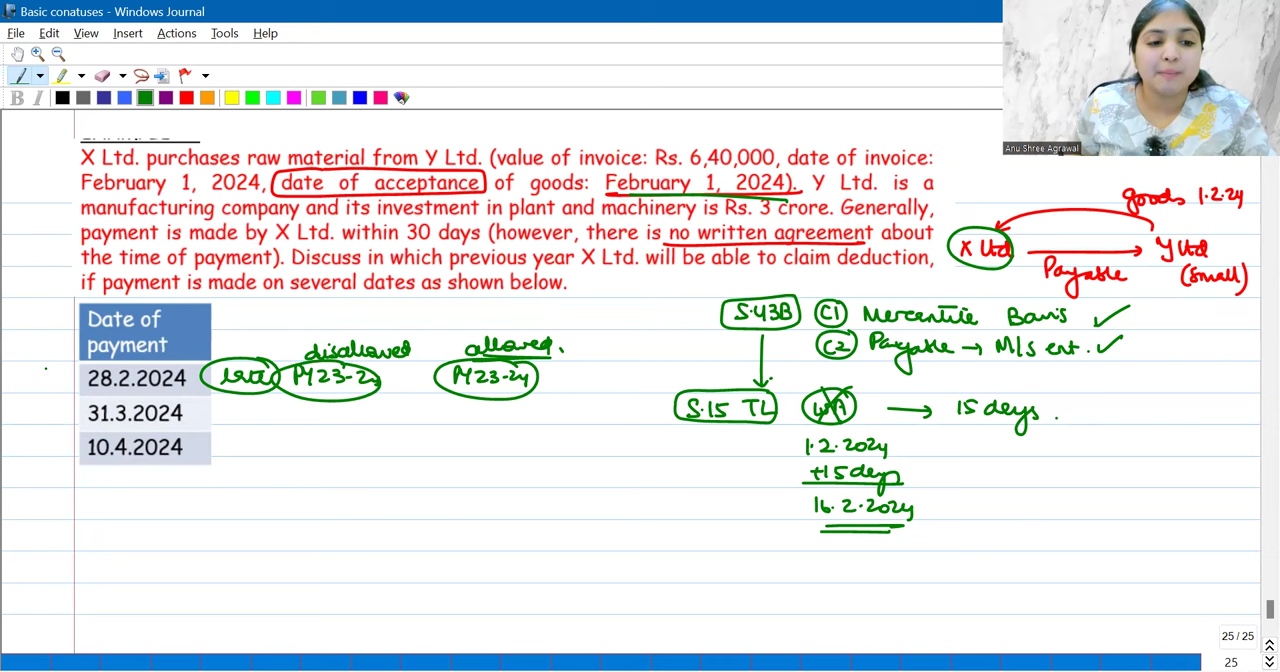 Basic conatuses - Windows Journal
File Edit View Insert Actions Tools Help
B I
Anu Shree Agrawal
X Ltd. purchases raw material from Y Ltd. (value of invoice: Rs. 6,40,000, date of invoice:
February 1, 2024, date of acceptance of goods: February 1, 2024). Y Ltd. is a
manufacturing company and its investment in plant and machinery is Rs. 3 crore. Generally,
payment is made by X Ltd. within 30 days (however, there is no written agreement about
the time of payment). Discuss in which previous year X Ltd. will be able to claim deduction,
if payment is made on several dates as shown below.
goods 1.2.24
X Ltd Y Ltd
Payable (Small)
Date of
payment
28.2.2024
31.3.2024
10.4.2024
disallowed allowed.
late PY23-24 PY23-24
S.43B C1 Mercantile Basis ✓
C2 Payable → M/S ent. ✓
S.15 TL WA → 15 days.
1.2.2024
+15 days
16.2.2024
25 / 25
25